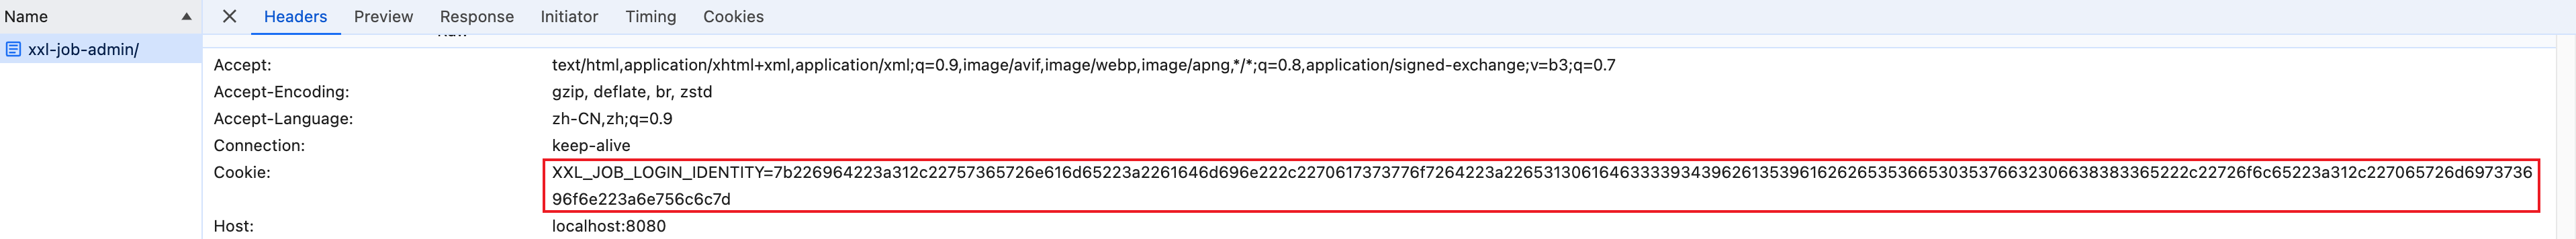 Name
Headers Preview Response Initiator Timing Cookies
xxl-job-admin/
Accept: text/html,application/xhtml+xml,application/xml;q=0.9,image/avif,image/webp,image/apng,*/*;q=0.8,application/signed-exchange;v=b3;q=0.7
Accept-Encoding: gzip, deflate, br, zstd
Accept-Language: zh-CN,zh;q=0.9
Connection: keep-alive
Cookie: XXL_JOB_LOGIN_IDENTITY=7b226964223a312c22757365726e616d65223a2261646d696e222c2270617373776f7264223a226531306164633339343962613539616262653536653035376632306638383365222c22726f6c65223a312c227065726d6973736
96f6e223a6e756c6c7d
Host: localhost:8080